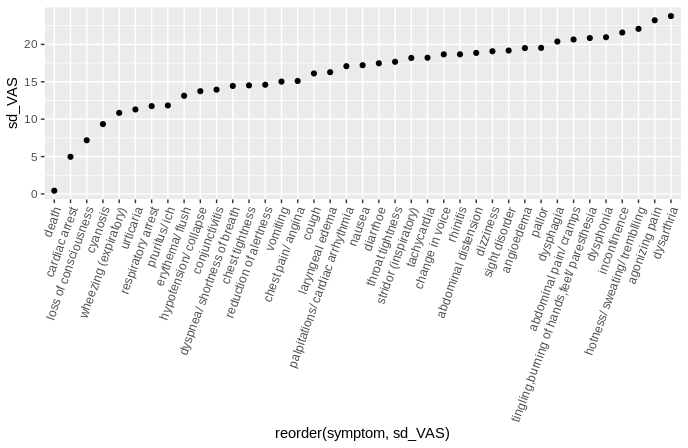 sd_VAS
20
15
10
5
0
death
cardiac arrest
loss of consciousness
cyanosis
wheezing (expiratory)
urticaria
respiratory arrest
pruritus/ ich
erythema/ flush
hypotension/ collapse
conjunctivitis
dyspnea/ shortness of breath
chest tightness
reduction of alertness
vomiting
chest pain/ angina
cough
laryngeal edema
palpitations/ cardiac arrhythmia
nausea
diarrhoe
throat tightness
stridor (inspiratory)
tachycardia
change in voice
rhinitis
abdominal distension
dizziness
sight disorder
angioedema
pallor
dysphagia
abdominal pain/ cramps
tingling,burning of hands,feet/ paresthesia
dysphonia
incontinence
hotness/ sweating/ trembling
agonizing pain
dysarthria
reorder(symptom, sd_VAS)